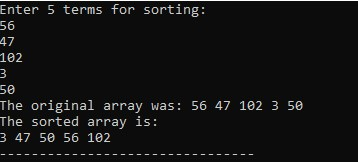 Enter 5 terms for sorting:
56
47
102
3
50
The original array was: 56 47 102 3 50
The sorted array is:
3 47 50 56 102
--------------------------------